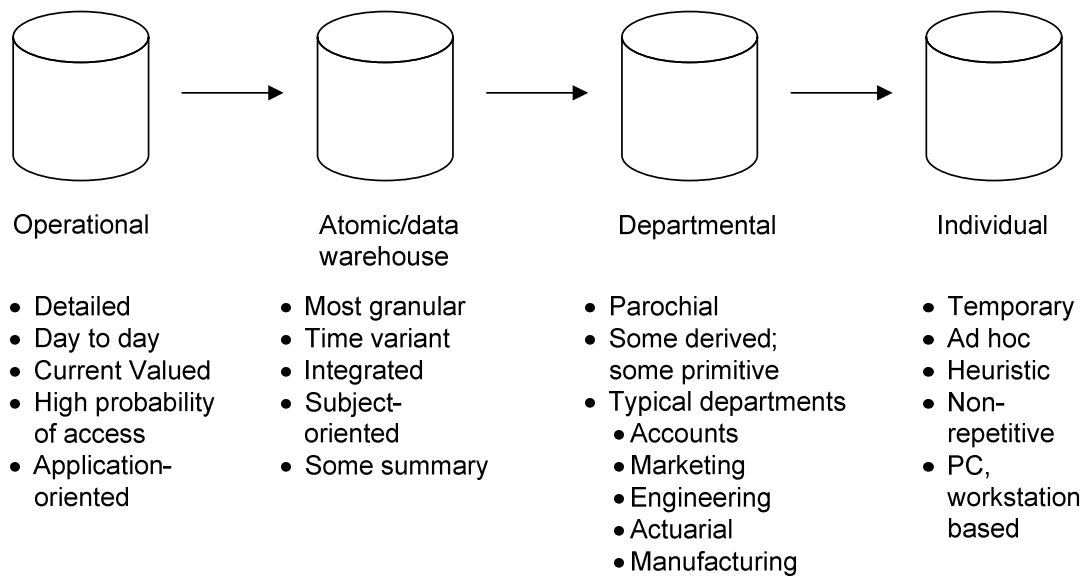 Operational
• Detailed
• Day to day
• Current Valued
• High probability
of access
• Application-
oriented
Atomic/data
warehouse
• Most granular
• Time variant
• Integrated
• Subject-
oriented
• Some summary
Departmental
• Parochial
• Some derived;
some primitive
• Typical departments
• Accounts
• Marketing
• Engineering
• Actuarial
• Manufacturing
Individual
• Temporary
• Ad hoc
• Heuristic
• Non-
repetitive
• PC,
workstation
based